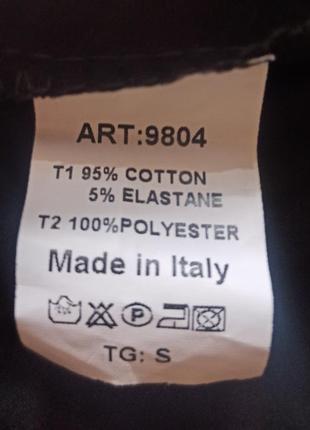 ART:9804
T1 95% COTTON
5% ELASTANE
T2 100%POLYESTER
Made in Italy
P
TG: S